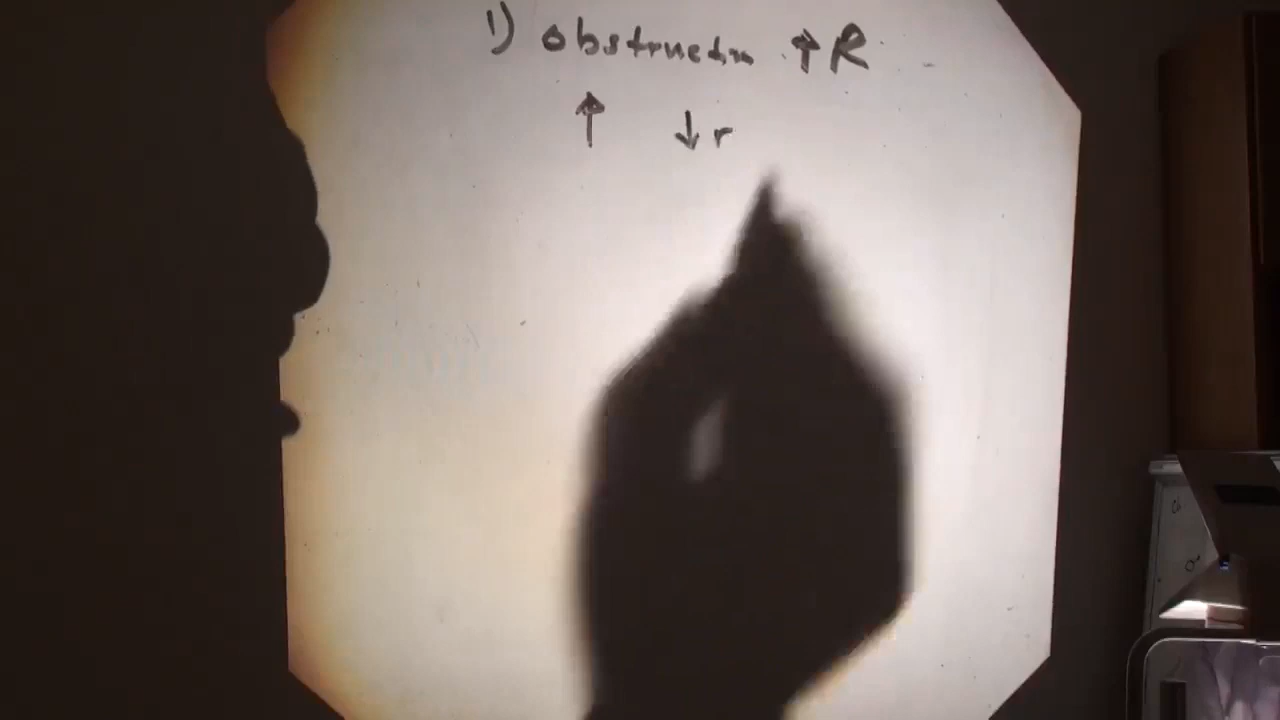 1) obstructn ↑ R
↑ ↓ r